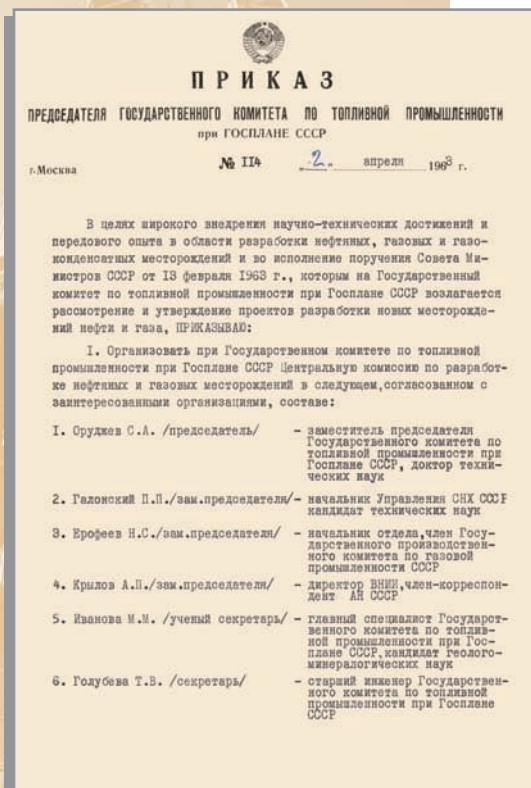 ПРИКАЗ
ПРЕДСЕДАТЕЛЯ ГОСУДАРСТВЕННОГО КОМИТЕТА ПО ТОПЛИВНОЙ ПРОМЫШЛЕННОСТИ
при ГОСПЛАНЕ СССР
г.Москва № II4 „2„ апреля 1963 г.
В целях широкого внедрения научно-технических достижений и
передового опыта в области разработки нефтяных, газовых и газо-
конденсатных месторождений и во исполнение поручения Совета Ми-
нистров СССР от I3 февраля I963 г., которым на Государственный
комитет по топливной промышленности при Госплане СССР возлагается
рассмотрение и утверждение проектов разработки новых месторожде-
ний нефти и газа, ПРИКАЗЫВАЮ:
I. Организовать при Государственном комитете по топливной
промышленности при Госплане СССР Центральную комиссию по разработ-
ке нефтяных и газовых месторождений в следующем,согласованном с
заинтересованными организациями, составе:
I. Оруджев С.А. /председатель/ - заместитель председателя
Государственного комитета по
топливной промышленности при
Госплане СССР, доктор техни-
ческих наук
2. Галонский П.П./зам.председателя/- начальник Управления СНХ СССР
кандидат технических наук
3. Ерофеев Н.С./зам.председателя/ - начальник отдела,член Госу-
дарственного производствен-
ного комитета по газовой
промышленности СССР
4. Крылов А.П./зам.председателя/ - директор ВНИИ,член-корреспон-
дент АН СССР
5. Иванова М.М. /ученый секретарь/ - главный специалист Государст-
венного комитета по топлив-
ной промышленности при Гос-
плане СССР,кандидат геолого-
минералогических наук
6. Голубева Т.В. /секретарь/ - старший инженер Государствен-
ного комитета по топливной
промышленности при Госплане
СССР